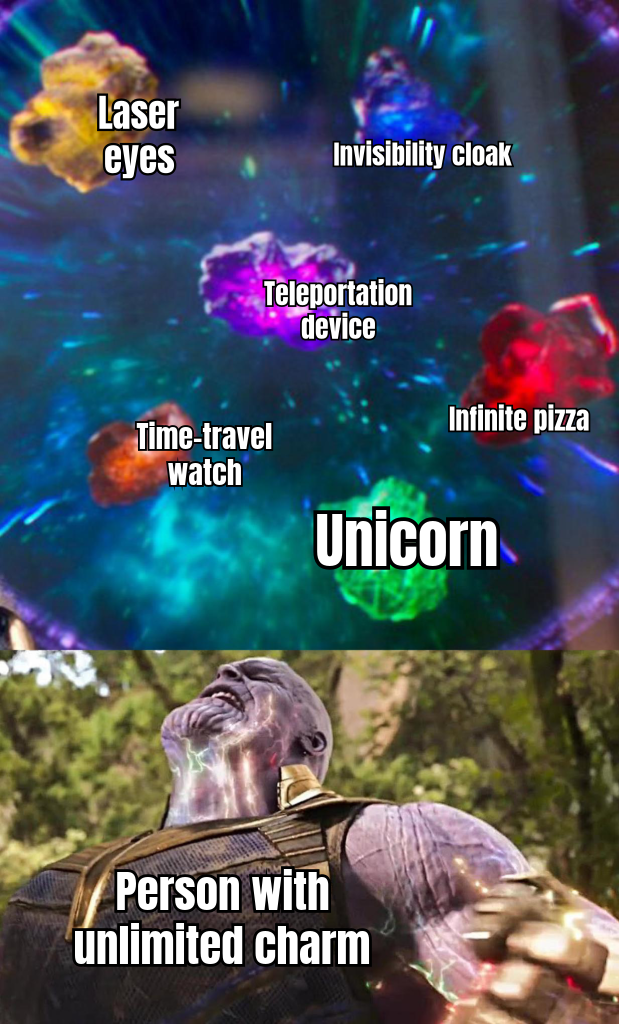 Laser
eyes
Invisibility cloak
Teleportation
device
Infinite pizza
Time-travel
watch
Unicorn
Person with
unlimited charm